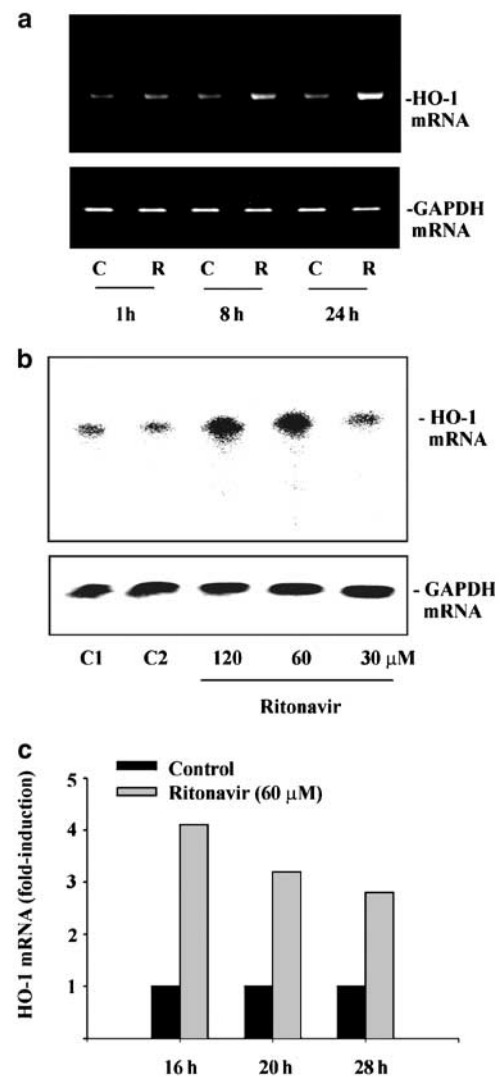 a
-HO-1
mRNA
-GAPDH
mRNA
C R C R C R
1h 8 h 24 h
b
- HO-1
mRNA
- GAPDH
mRNA
C1 C2 120 60 30 μM
Ritonavir
c
HO-1 mRNA (fold-induction)
Control
Ritonavir (60 μM)
5
4
3
2
1
16 h 20 h 28 h